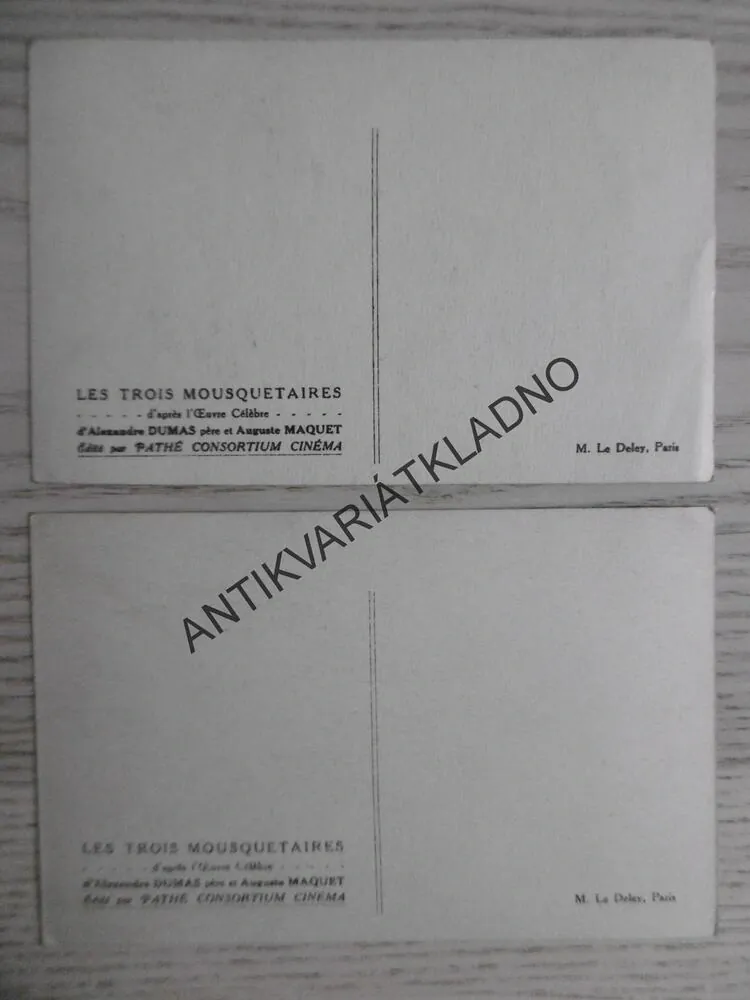 LES TROIS MOUSQUETAIRES
- - - - - d'après l'Œuvre Célèbre - - - - -
d'Alexandre DUMAS père et Auguste MAQUET
Édité par PATHÉ CONSORTIUM CINÉMA
M. Le Deley, Paris
ANTIKVARIÁTKLADNO
LES TROIS MOUSQUETAIRES
- - - - - d'après l'Œuvre Célèbre - - - - -
d'Alexandre DUMAS père et Auguste MAQUET
Édité par PATHÉ CONSORTIUM CINÉMA
M. Le Deley, Paris